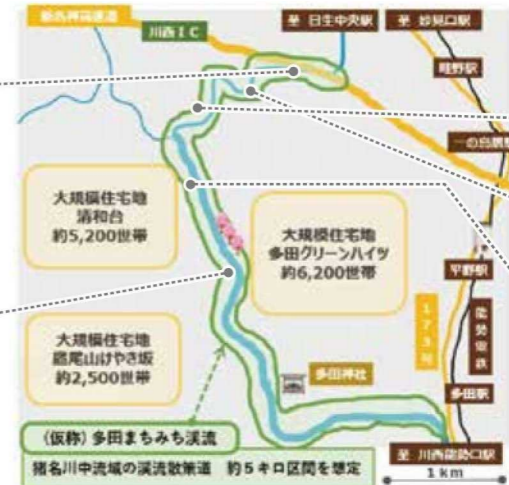 新名神高速道
川西IC
至 日生中央駅
至 妙見口駅
畦野駅
一の鳥居駅
大規模住宅地
清和台
約5,200世帯
大規模住宅地
多田グリーンハイツ
約6,200世帯
平野駅
173号
能勢電鉄
大規模住宅地
鷹尾山けやき坂
約2,500世帯
多田神社
多田駅
(仮称)多田まちみち渓流
猪名川中流域の渓流散策道 約5キロ区間を想定
至 川西能勢口駅
1km